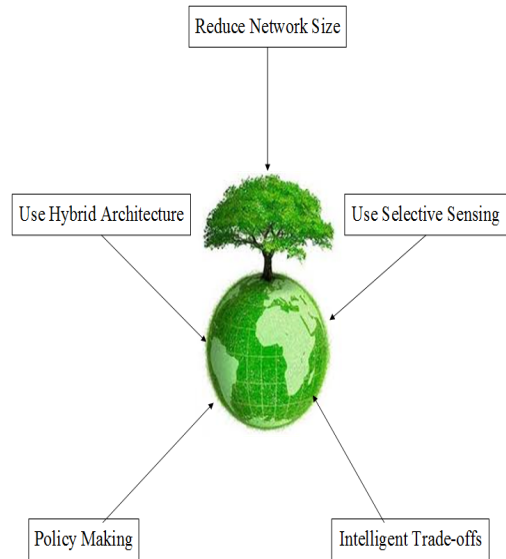 Reduce Network Size
Use Hybrid Architecture
Use Selective Sensing
Policy Making
Intelligent Trade-offs